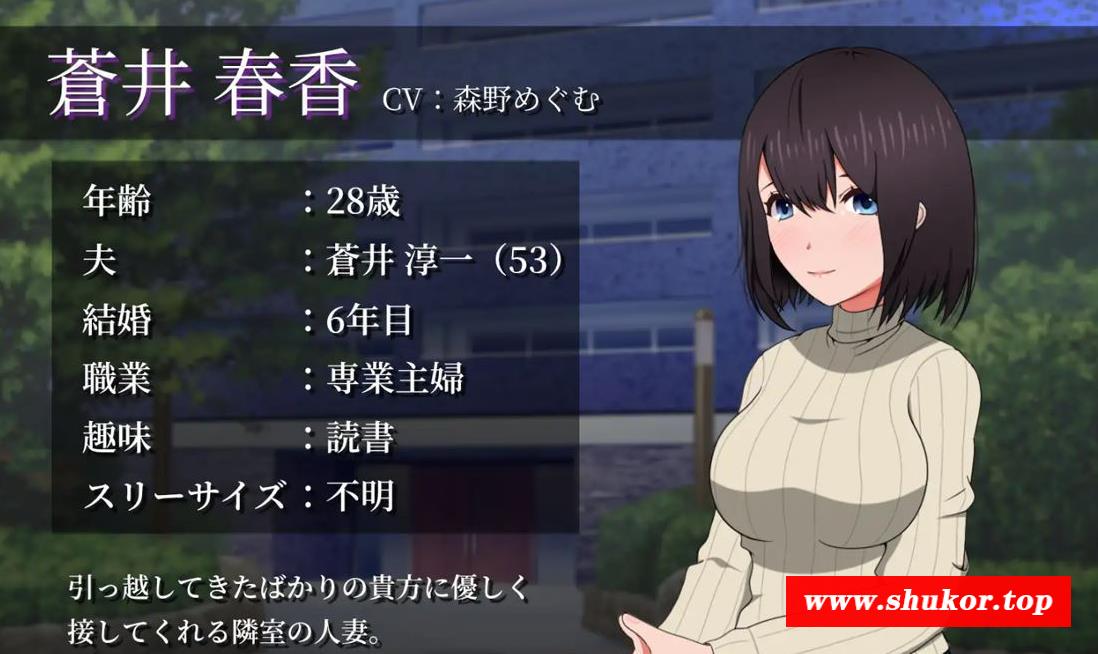 蒼井 春香 CV：森野めぐむ
年齢：28歳
夫：蒼井 淳一（53）
結婚：6年目
職業：専業主婦
趣味：読書
スリーサイズ：不明
引っ越してきたばかりの貴方に優しく
接してくれる隣室の人妻。
www.shukor.top